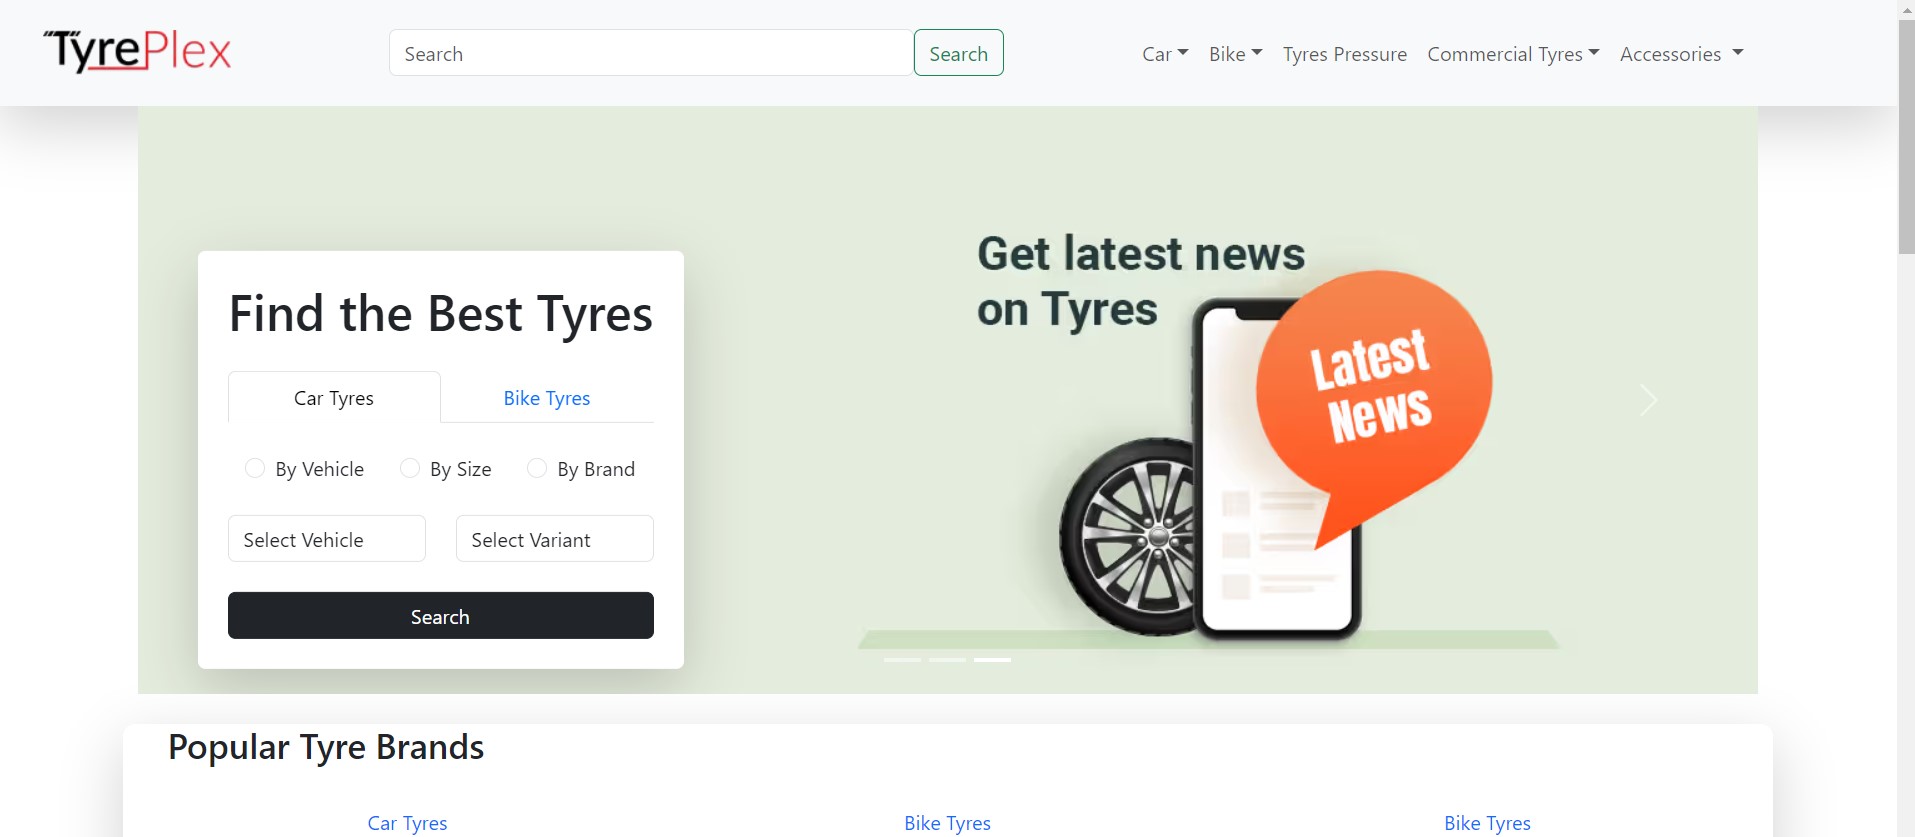 TyrePlex
Search
Search
Car
Bike
Tyres Pressure
Commercial Tyres
Accessories
Find the Best Tyres
Car Tyres
Bike Tyres
By Vehicle
By Size
By Brand
Select Vehicle
Select Variant
Search
Get latest news
on Tyres
Latest
News
Popular Tyre Brands
Car Tyres
Bike Tyres
Bike Tyres